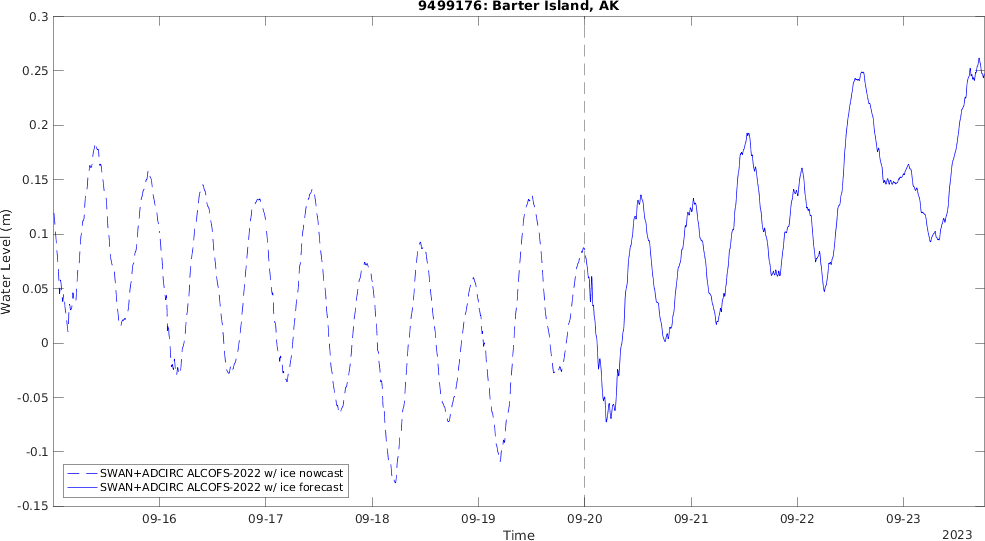 9499176: Barter Island, AK
0.3
0.25
0.2
0.15
0.1
0.05
0
-0.05
-0.1
-0.15
Water Level (m)
SWAN+ADCIRC ALCOFS-2022 w/ ice nowcast
SWAN+ADCIRC ALCOFS-2022 w/ ice forecast
09-16 09-17 09-18 09-19 09-20 09-21 09-22 09-23
Time
2023